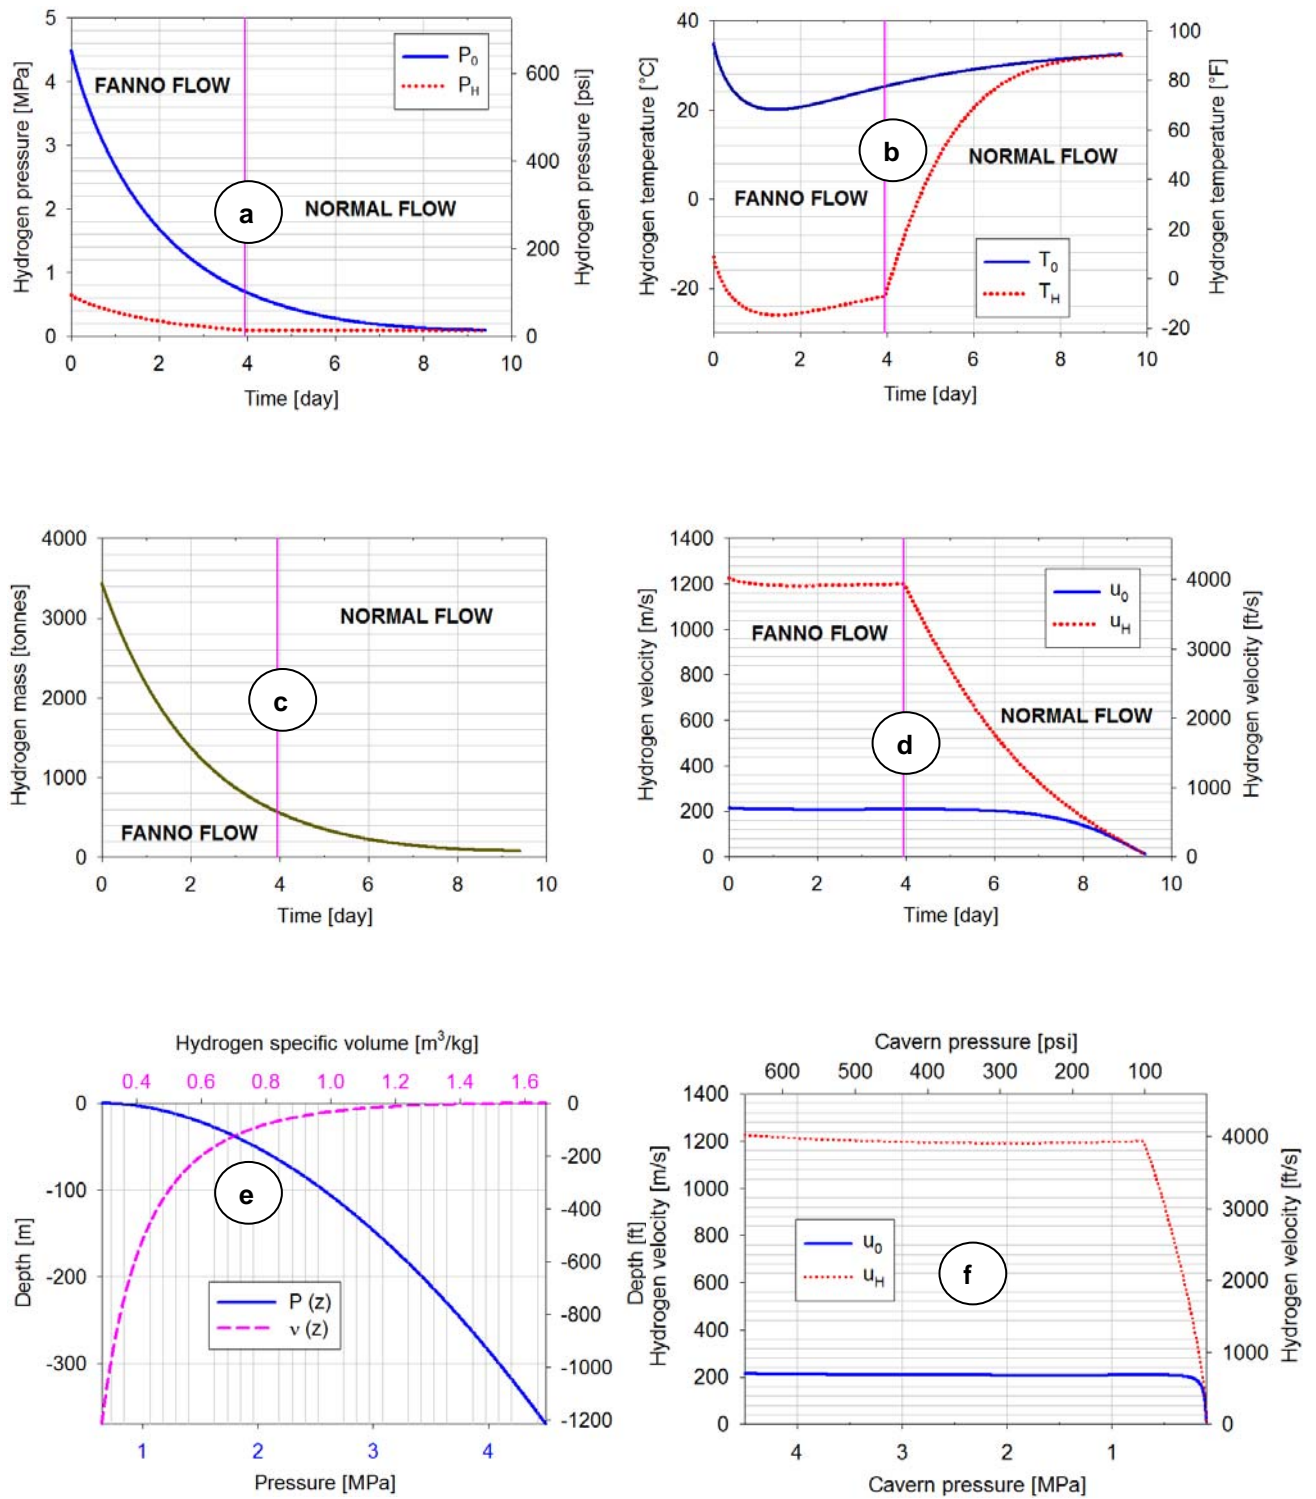 5
4
3
2
1
0
Hydrogen pressure [MPa]
FANNO FLOW
NORMAL FLOW
P0
PH
a
600
400
200
0
Hydrogen pressure [psi]
0 2 4 6 8 10
Time [day]
40
20
0
-20
Hydrogen temperature [°C]
b
NORMAL FLOW
FANNO FLOW
T0
TH
100
80
60
40
20
0
-20
Hydrogen temperature [°F]
0 2 4 6 8 10
Time [day]
4000
3000
2000
1000
0
Hydrogen mass [tonnes]
NORMAL FLOW
c
FANNO FLOW
0 2 4 6 8 10
Time [day]
1400
1200
1000
800
600
400
200
0
Hydrogen velocity [m/s]
u0
uH
FANNO FLOW
NORMAL FLOW
d
4000
3000
2000
1000
0
Hydrogen velocity [ft/s]
0 2 4 6 8 10
Time [day]
Hydrogen specific volume [m3/kg]
0.4 0.6 0.8 1.0 1.2 1.4 1.6
0
-100
-200
-300
Depth [m]
e
P (z)
v (z)
0
-200
-400
-600
-800
-1000
-1200
Depth [ft]
1 2 3 4
Pressure [MPa]
Cavern pressure [psi]
600 500 400 300 200 100
1400
1200
1000
800
600
400
200
0
Hydrogen velocity [m/s]
u0
uH
f
4000
3000
2000
1000
0
Hydrogen velocity [ft/s]
4 3 2 1
Cavern pressure [MPa]